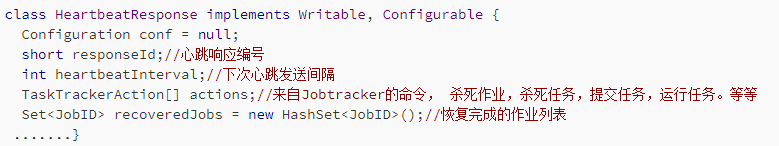 class HeartbeatResponse implements Writable, Configurable {
Configuration conf = null;
short responseId;//心跳响应编号
int heartbeatInterval;//下次心跳发送间隔
TaskTrackerAction[] actions;//来自Jobtracker的命令， 杀死作业，杀死任务，提交任务，运行任务。等等
Set<JobID> recoveredJobs = new HashSet<JobID>();//恢复完成的作业列表
.......}